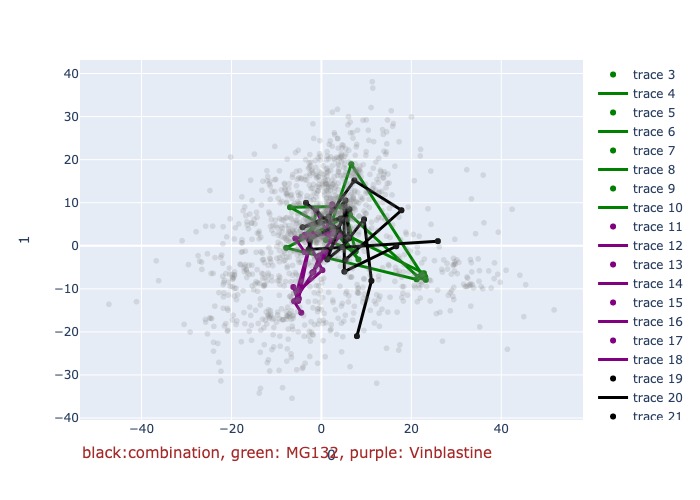 40
30
20
10
0
−10
−20
−30
−40
1
−40
−20
0
20
40
0
black:combination, green: MG132, purple: Vinblastine
trace 3
trace 4
trace 5
trace 6
trace 7
trace 8
trace 9
trace 10
trace 11
trace 12
trace 13
trace 14
trace 15
trace 16
trace 17
trace 18
trace 19
trace 20
trace 21